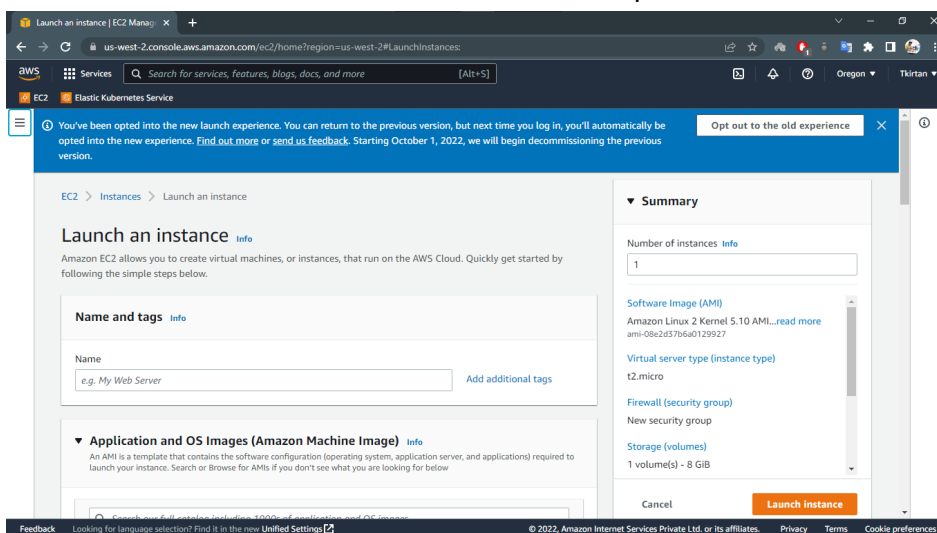 Launch an instance | EC2 Manag
us-west-2.console.aws.amazon.com/ec2/home?region=us-west-2#LaunchInstances:
aws
Services
Search for services, features, blogs, docs, and more
[Alt+S]
Oregon
Tkirtan
EC2
Elastic Kubernetes Service
You've been opted into the new launch experience. You can return to the previous version, but next time you log in, you'll automatically be
opted into the new experience. Find out more or send us feedback. Starting October 1, 2022, we will begin decommissioning the previous
version.
Opt out to the old experience
EC2 > Instances > Launch an instance
Launch an instance Info
Amazon EC2 allows you to create virtual machines, or instances, that run on the AWS Cloud. Quickly get started by
following the simple steps below.
Name and tags Info
Name
e.g. My Web Server
Add additional tags
Application and OS Images (Amazon Machine Image) Info
An AMI is a template that contains the software configuration (operating system, application server, and applications) required to
launch your instance. Search or Browse for AMIs if you don't see what you are looking for below
Search our full catalog including 1000s of application and OS images
Summary
Number of instances Info
1
Software Image (AMI)
Amazon Linux 2 Kernel 5.10 AMI...read more
ami-08e2d37b6a0129927
Virtual server type (instance type)
t2.micro
Firewall (security group)
New security group
Storage (volumes)
1 volume(s) - 8 GiB
Cancel
Launch instance
Feedback
Looking for language selection? Find it in the new Unified Settings
© 2022, Amazon Internet Services Private Ltd. or its affiliates.
Privacy
Terms
Cookie preferences